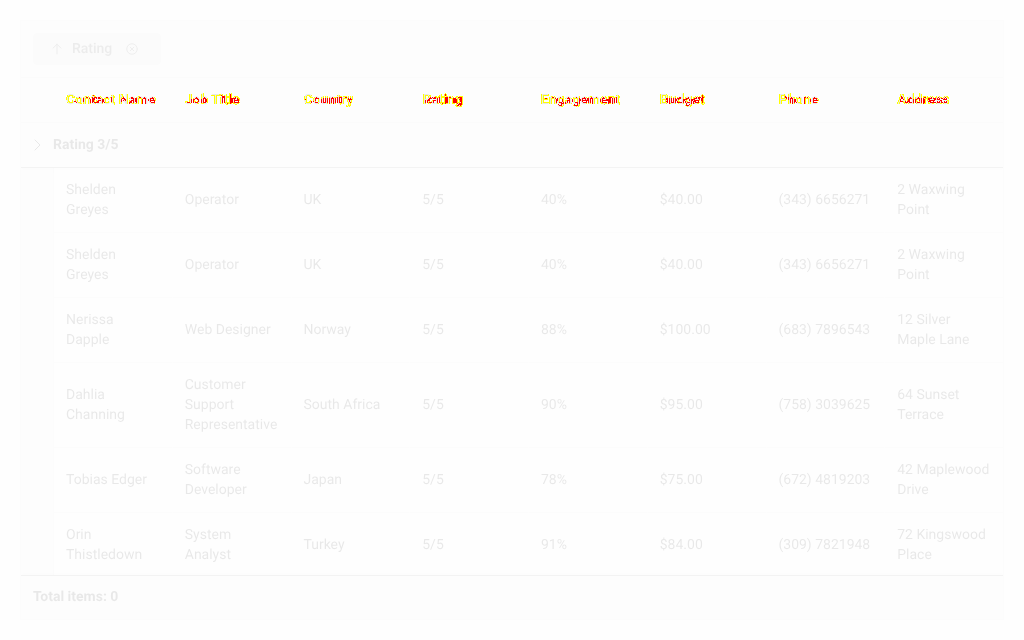 Rating
Contact Name Job Title Country Rating Engagement Budget Phone Address
Rating 3/5
Shelden Greyes Operator UK 5/5 40% $40.00 (343) 6656271 2 Waxwing Point
Shelden Greyes Operator UK 5/5 40% $40.00 (343) 6656271 2 Waxwing Point
Nerissa Dapple Web Designer Norway 5/5 88% $100.00 (683) 7896543 12 Silver Maple Lane
Dahlia Channing Customer Support Representative South Africa 5/5 90% $95.00 (758) 3039625 64 Sunset Terrace
Tobias Edger Software Developer Japan 5/5 78% $75.00 (672) 4819203 42 Maplewood Drive
Orin Thistledown System Analyst Turkey 5/5 91% $84.00 (309) 7821948 72 Kingswood Place
Total items: 0